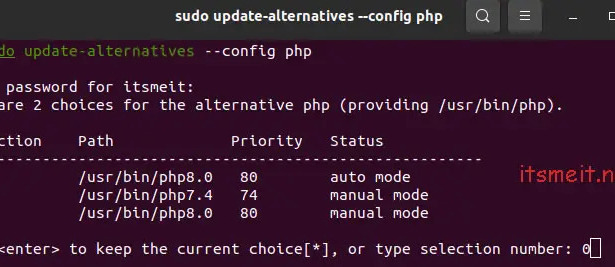 sudo update-alternatives --config php
do update-alternatives --config php
password for itsmeit:
are 2 choices for the alternative php (providing /usr/bin/php).
ction Path Priority Status
------------------------------------------------------------
/usr/bin/php8.0 80 auto mode
/usr/bin/php7.4 74 manual mode
/usr/bin/php8.0 80 manual mode
itsmeit.n
<enter> to keep the current choice[*], or type selection number: 0